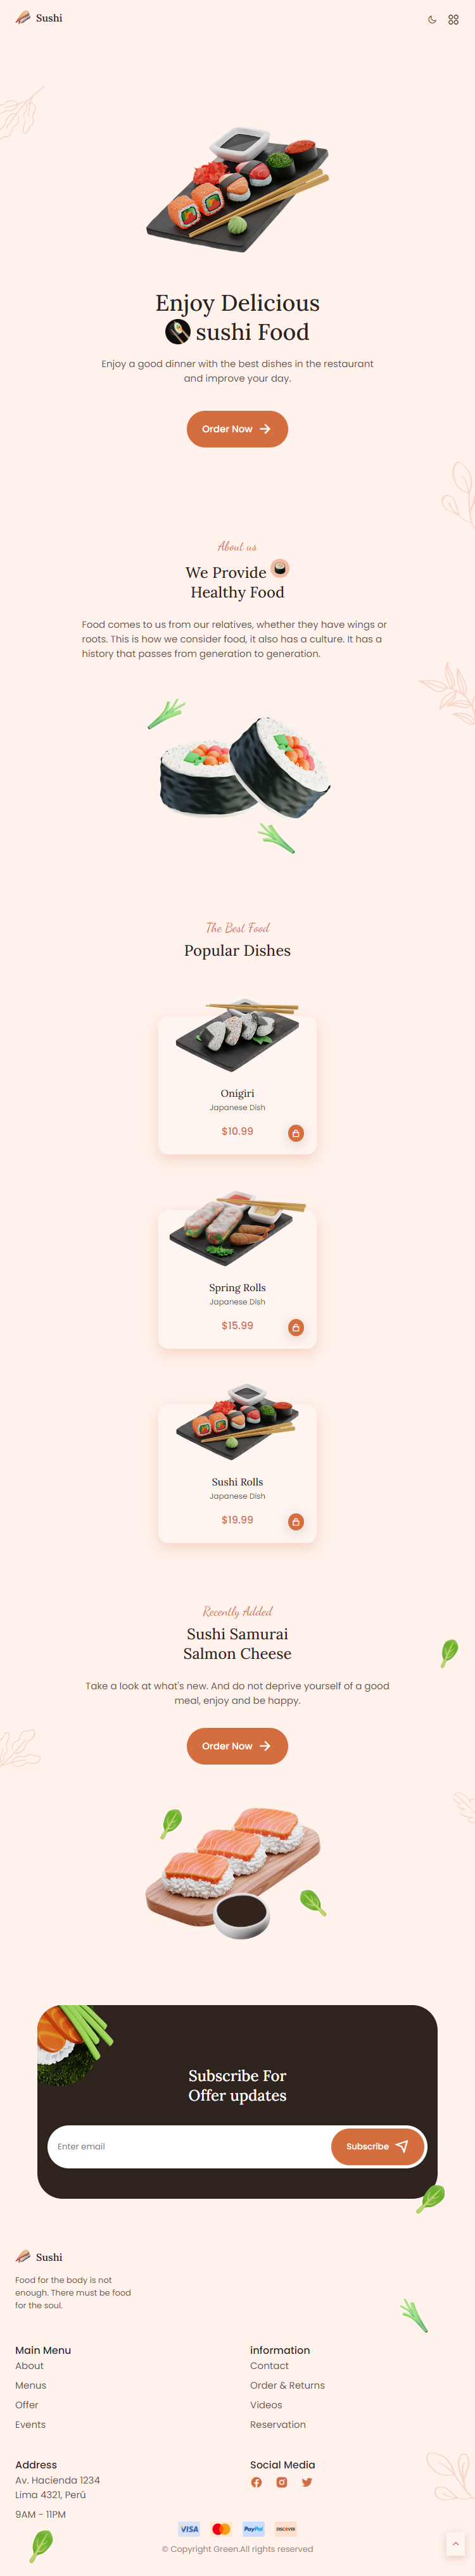 Sushi
Enjoy Delicious
sushi Food
Enjoy a good dinner with the best dishes in the restaurant
and improve your day.
Order Now
About us
We Provide
Healthy Food
Food comes to us from our relatives, whether they have wings or
roots. This is how we consider food, it also has a culture. It has a
history that passes from generation to generation.
The Best Food
Popular Dishes
Onigiri
Japanese Dish
$10.99
Spring Rolls
Japanese Dish
$15.99
Sushi Rolls
Japanese Dish
$19.99
Recently Added
Sushi Samurai
Salmon Cheese
Take a look at what's new. And do not deprive yourself of a good
meal, enjoy and be happy.
Order Now
Subscribe For
Offer updates
Enter email
Subscribe
Sushi
Food for the body is not
enough. There must be food
for the soul.
Main Menu
About
Menus
Offer
Events
information
Contact
Order & Returns
Videos
Reservation
Address
Av. Hacienda 1234
Lima 4321, Perú
9AM - 11PM
Social Media
VISA
PayPal
DISCOVER
© Copyright Green.All rights reserved